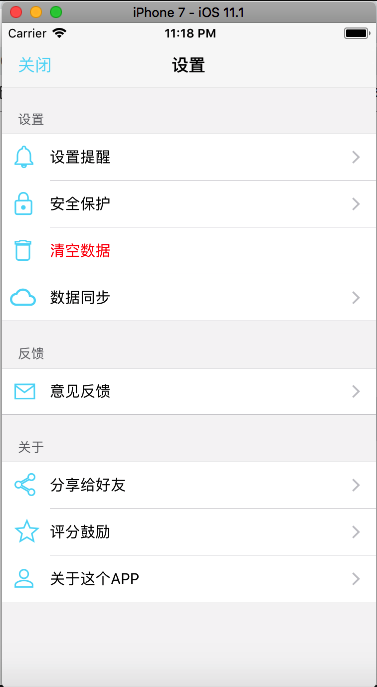 iPhone 7 - iOS 11.1
Carrier 11:18 PM
关闭 设置
设置
设置提醒
安全保护
清空数据
数据同步
反馈
意见反馈
关于
分享给好友
评分鼓励
关于这个APP